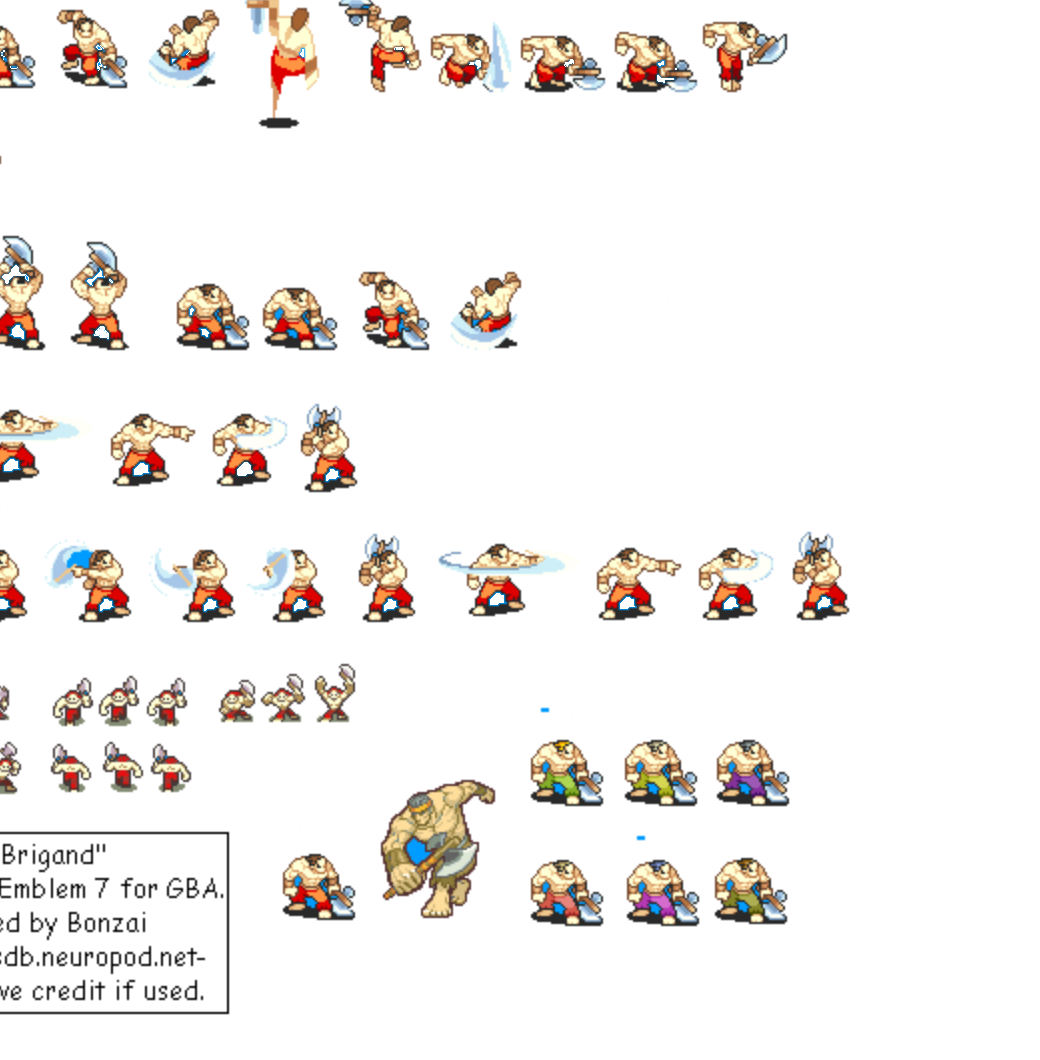 Brigand"
Emblem 7 for GBA.
ed by Bonzai
sdb.neuropod.net-
ve credit if used.